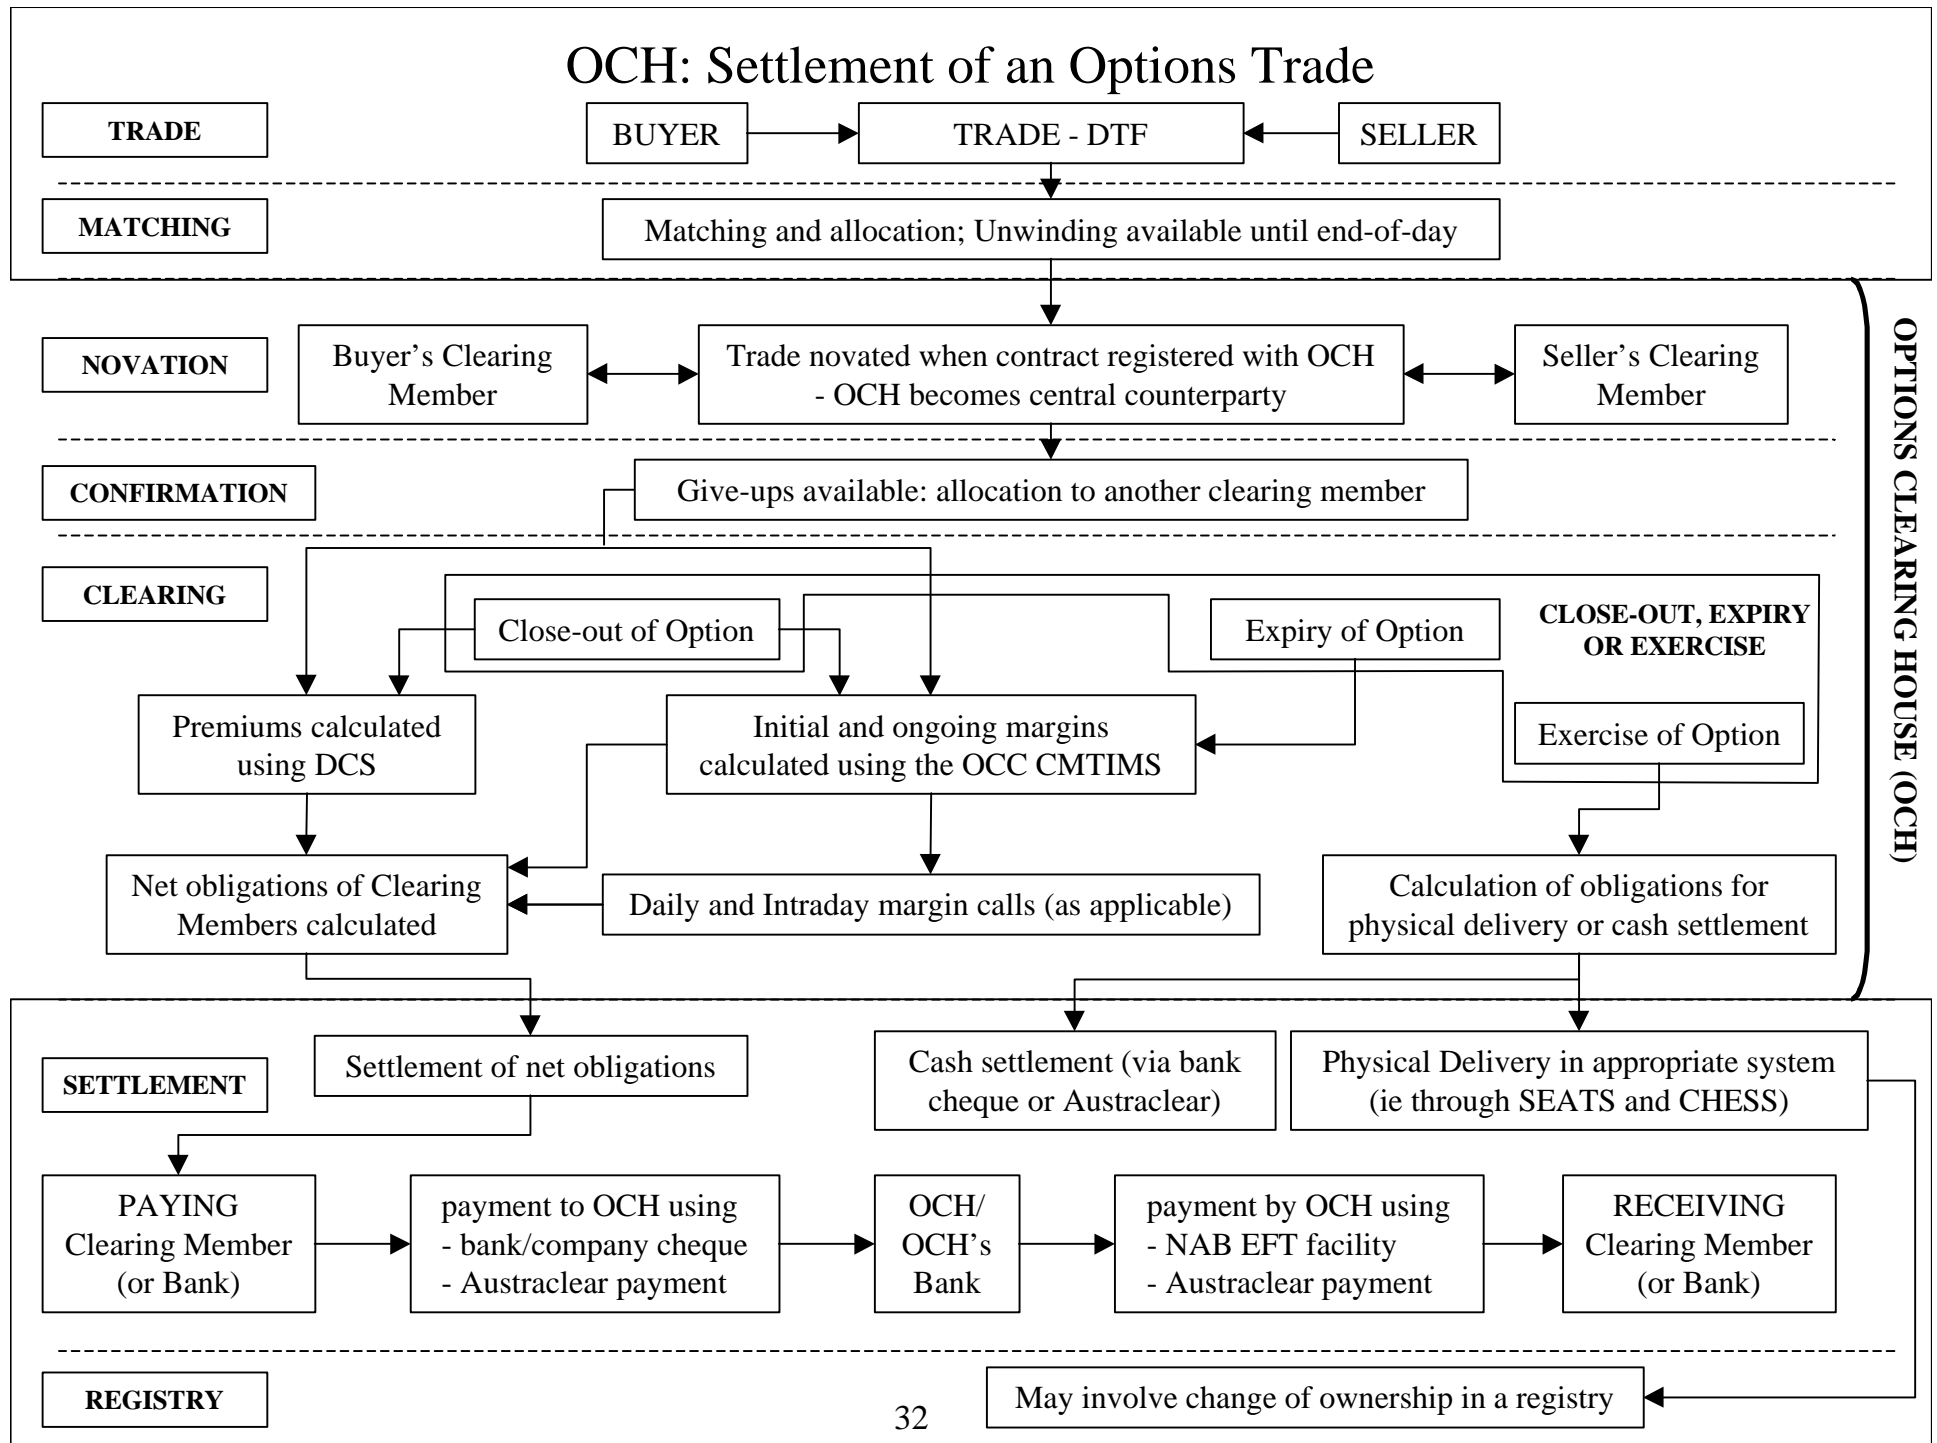 OCH: Settlement of an Options Trade
TRADE
BUYER
TRADE - DTF
SELLER
MATCHING
Matching and allocation; Unwinding available until end-of-day
NOVATION
Buyer's Clearing
Member
Trade novated when contract registered with OCH
- OCH becomes central counterparty
Seller's Clearing
Member
OPTIONS CLEARING HOUSE (OCH)
CONFIRMATION
Give-ups available: allocation to another clearing member
CLEARING
Close-out of Option
Expiry of Option
CLOSE-OUT, EXPIRY
OR EXERCISE
Premiums calculated
using DCS
Initial and ongoing margins
calculated using the OCC CMTIMS
Exercise of Option
Net obligations of Clearing
Members calculated
Daily and Intraday margin calls (as applicable)
Calculation of obligations for
physical delivery or cash settlement
SETTLEMENT
Settlement of net obligations
Cash settlement (via bank
cheque or Austraclear)
Physical Delivery in appropriate system
(ie through SEATS and CHESS)
PAYING
Clearing Member
(or Bank)
payment to OCH using
- bank/company cheque
- Austraclear payment
OCH/
OCH's
Bank
payment by OCH using
- NAB EFT facility
- Austraclear payment
RECEIVING
Clearing Member
(or Bank)
REGISTRY
May involve change of ownership in a registry
32